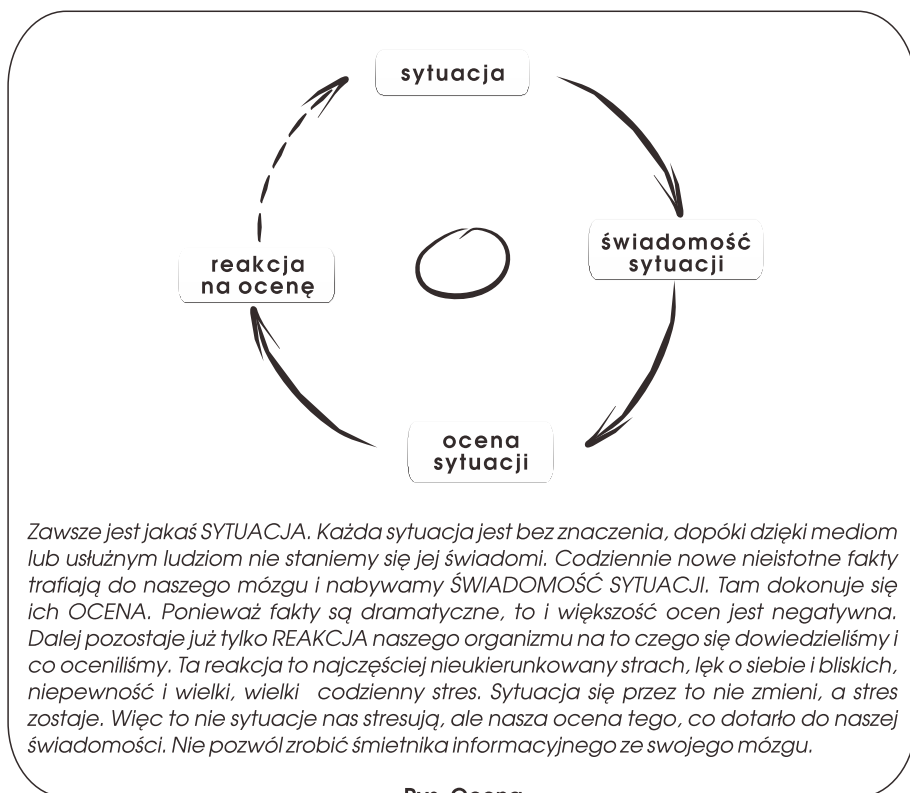 sytuacja
świadomość
sytuacji
reakcja
na ocenę
ocena
sytuacji
Zawsze jest jakaś SYTUACJA. Każda sytuacja jest bez znaczenia, dopóki dzięki mediom
lub usłużnym ludziom nie staniemy się jej świadomi. Codziennie nowe nieistotne fakty
trafiają do naszego mózgu i nabywamy ŚWIADOMOŚĆ SYTUACJI. Tam dokonuje się
ich OCENA. Ponieważ fakty są dramatyczne, to i większość ocen jest negatywna.
Dalej pozostaje już tylko REAKCJA naszego organizmu na to czego się dowiedzieliśmy i
co oceniliśmy. Ta reakcja to najczęściej nieukierunkowany strach, lęk o siebie i bliskich,
niepewność i wielki, wielki  codzienny stres. Sytuacja się przez to nie zmieni, a stres
zostaje. Więc to nie sytuacje nas stresują, ale nasza ocena tego, co dotarło do naszej
świadomości. Nie pozwól zrobić śmietnika informacyjnego ze swojego mózgu.
Rys. Ocena